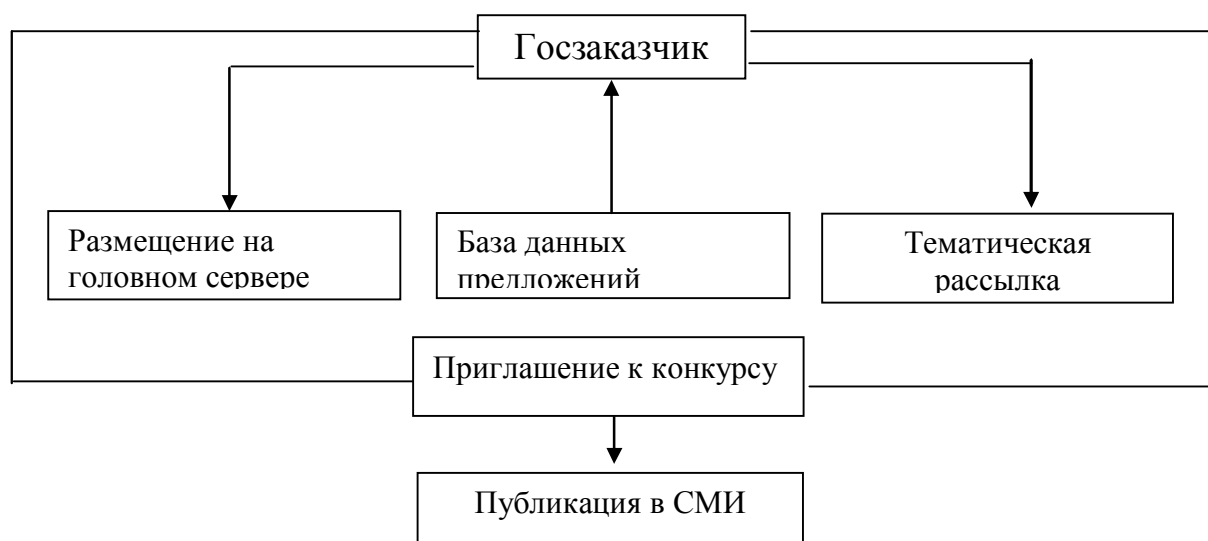 Госзаказчик
Размещение на
головном сервере
База данных
предложений
Тематическая
рассылка
Приглашение к конкурсу
Публикация в СМИ